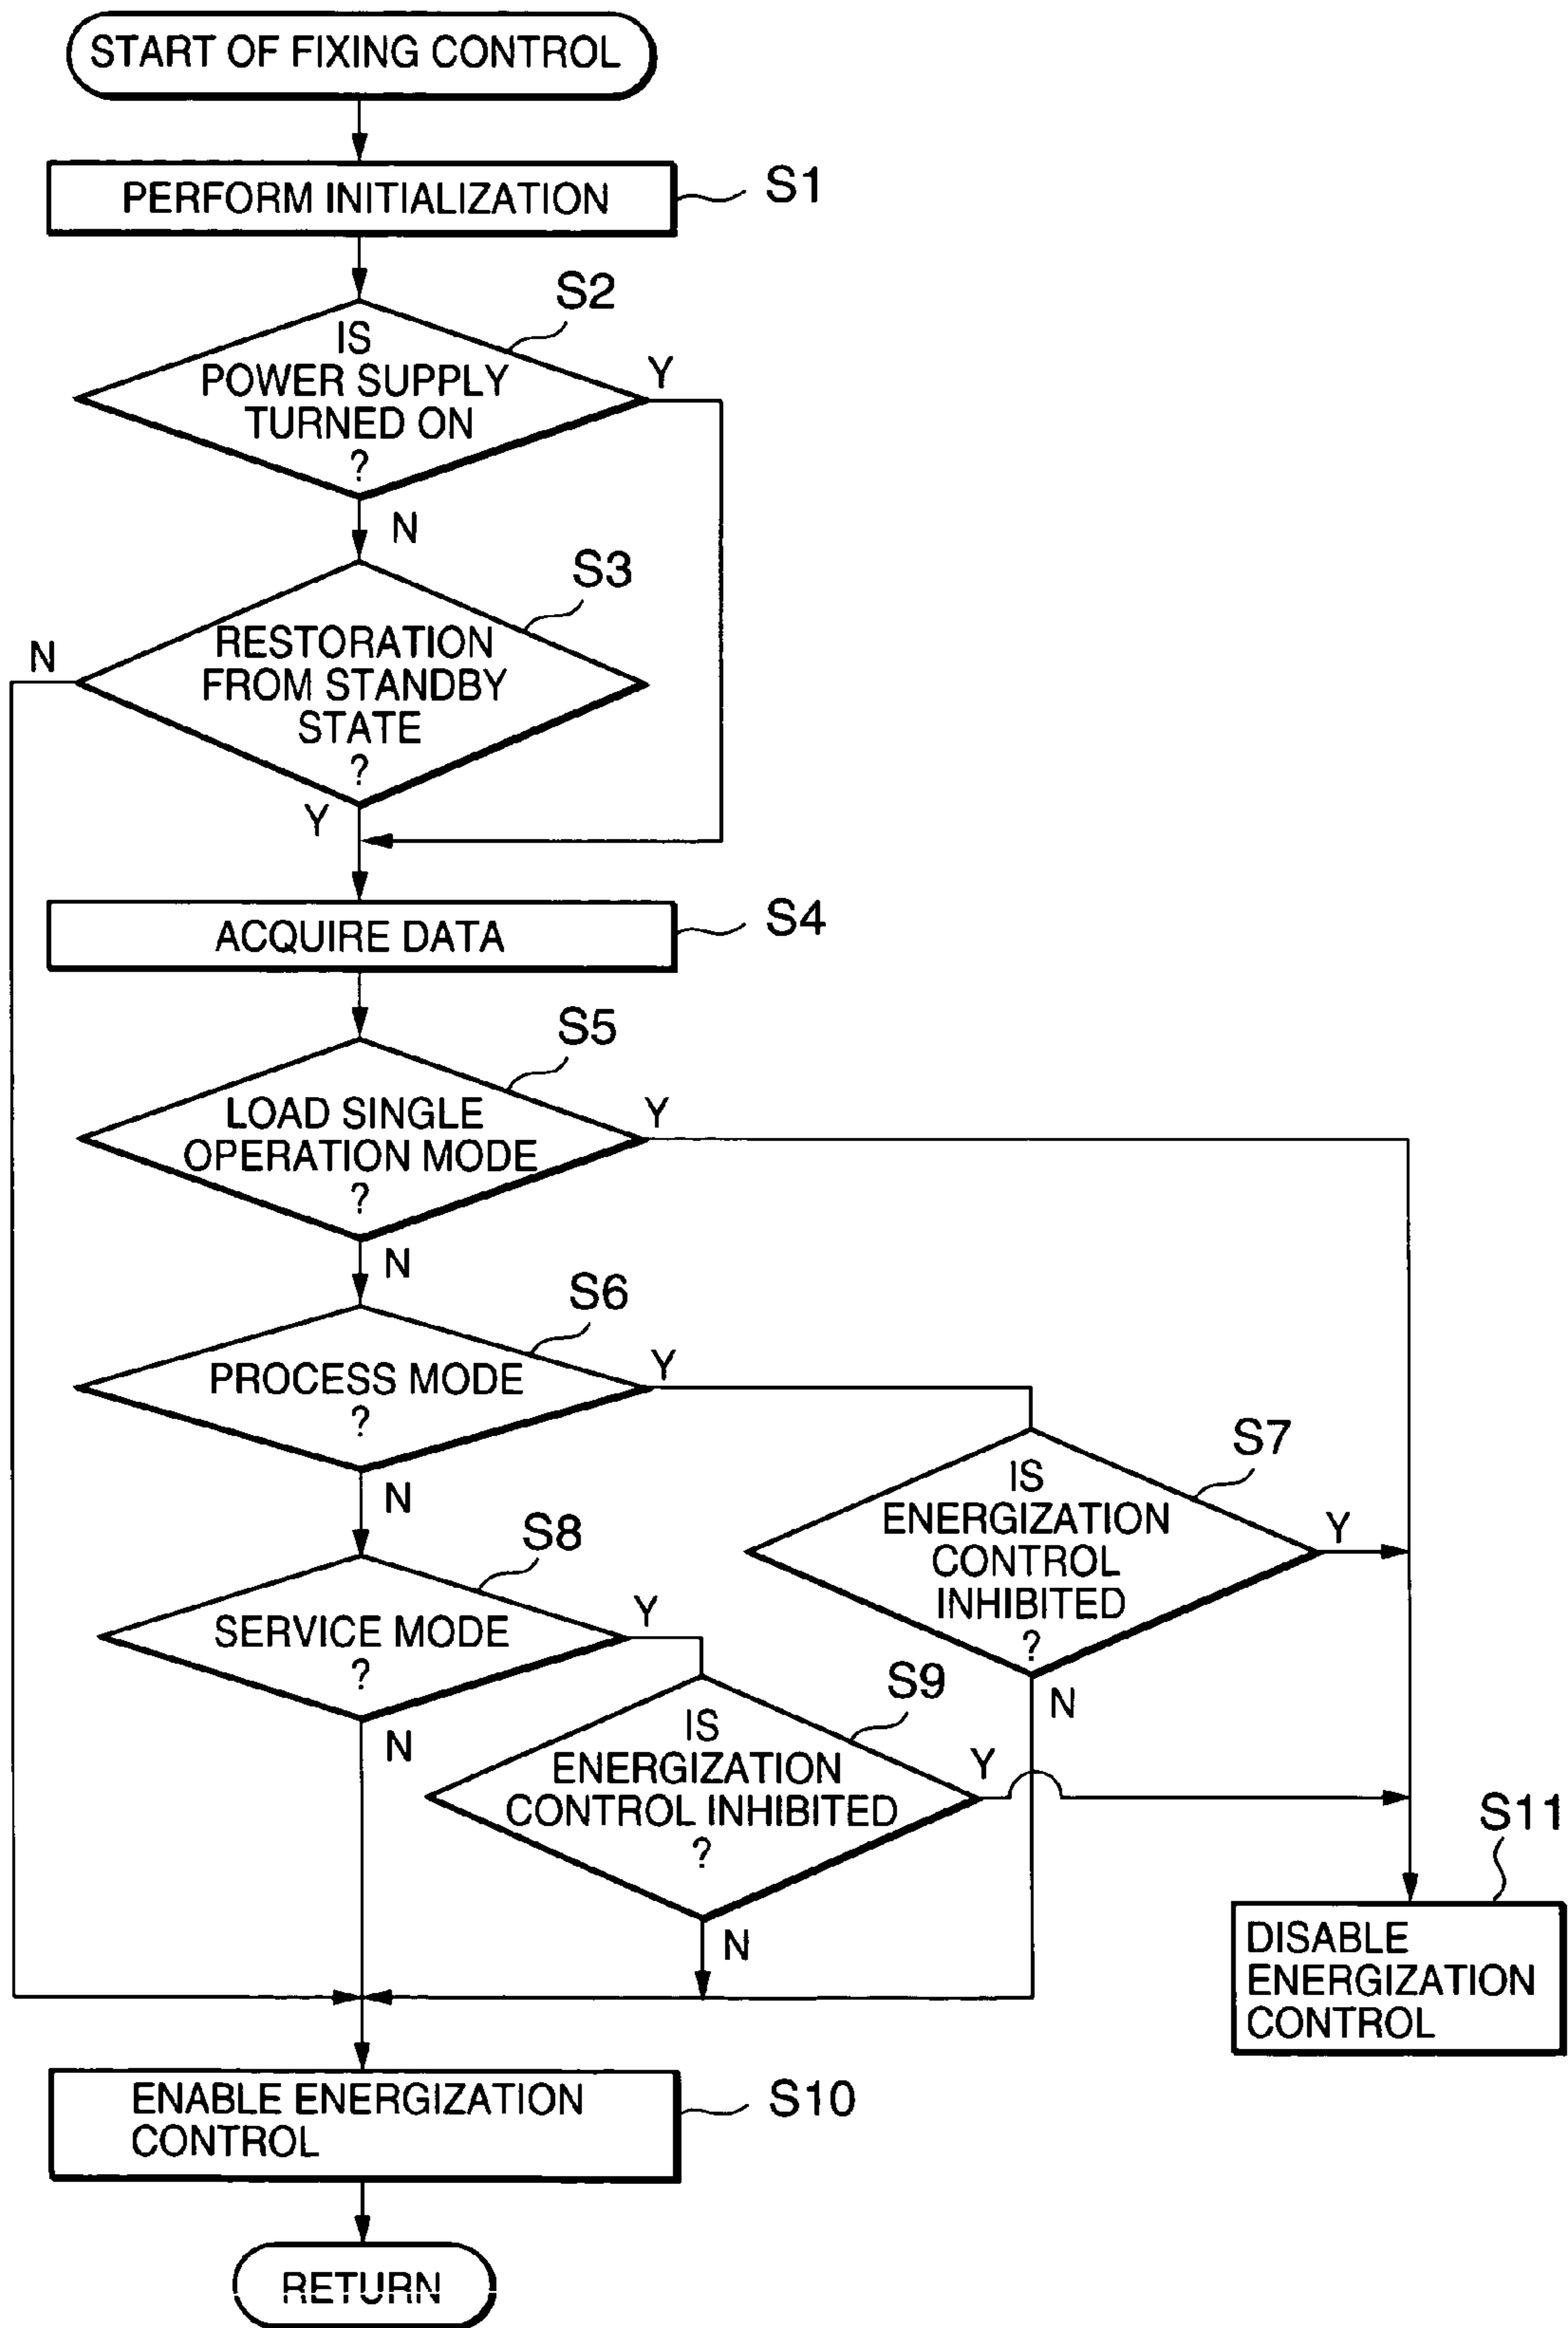 START OF FIXING CONTROL
PERFORM INITIALIZATION
S1
S2
IS
POWER SUPPLY
TURNED ON
?
Y
N
S3
RESTORATION
FROM STANDBY
STATE
?
N
Y
ACQUIRE DATA
S4
S5
LOAD SINGLE
OPERATION MODE
?
Y
N
S6
PROCESS MODE
?
Y
N
S7
IS
ENERGIZATION
CONTROL
INHIBITED
?
Y
N
S8
SERVICE MODE
?
Y
N
S9
IS
ENERGIZATION
CONTROL INHIBITED
?
Y
N
S11
DISABLE
ENERGIZATION
CONTROL
ENABLE ENERGIZATION
CONTROL
S10
RETURN